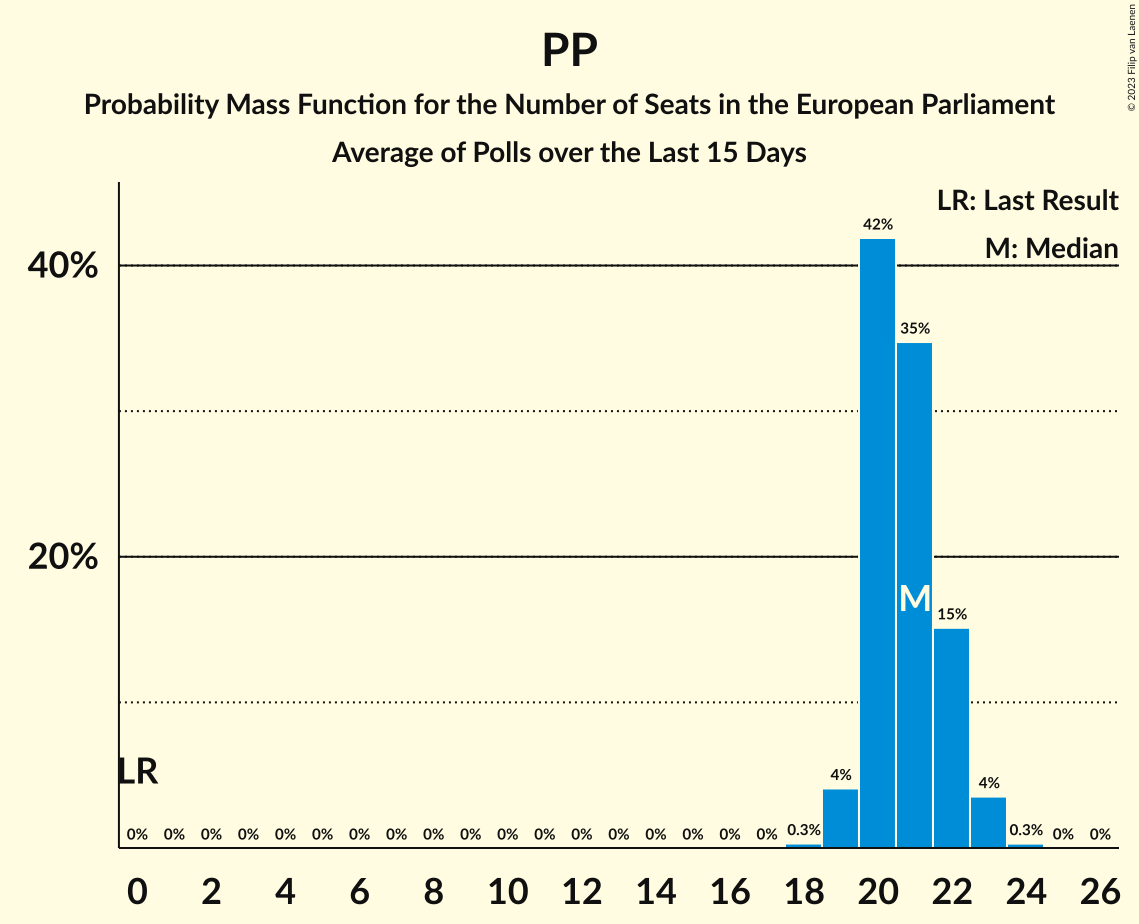 PP
Probability Mass Function for the Number of Seats in the European Parliament
Average of Polls over the Last 15 Days
© 2023 Filip van Laenen
LR: Last Result
M: Median
42%
40%
35%
20%
M
15%
LR
4%
4%
0% 0% 0% 0% 0% 0% 0% 0% 0% 0% 0% 0% 0% 0% 0% 0% 0% 0% 0.3% 0.3% 0% 0%
0 2 4 6 8 10 12 14 16 18 20 22 24 26